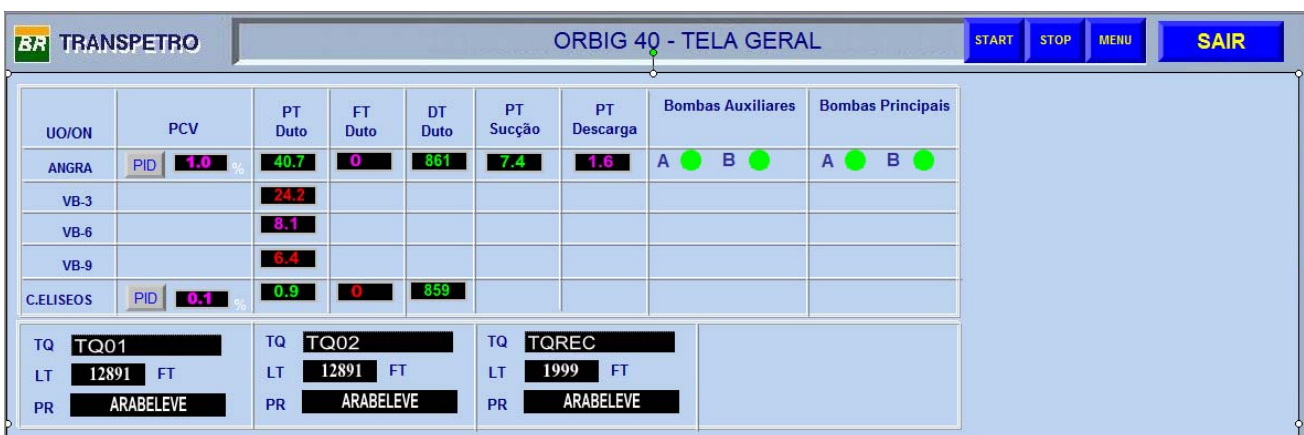 BR TRANSPETRO ORBIG 40 - TELA GERAL START STOP MENU SAIR
UO/ON PCV PT Duto FT Duto DT Duto PT Sucção PT Descarga Bombas Auxiliares Bombas Principais
ANGRA PID 1.0 % 40.7 0 861 7.4 1.6 A B A B
VB-3 24.2
VB-6 8.1
VB-9 6.4
C.ELISEOS PID 0.1 % 0.9 0 859
TQ TQ01 TQ TQ02 TQ TQREC
LT 12891 FT LT 12891 FT LT 1999 FT
PR ARABELEVE PR ARABELEVE PR ARABELEVE